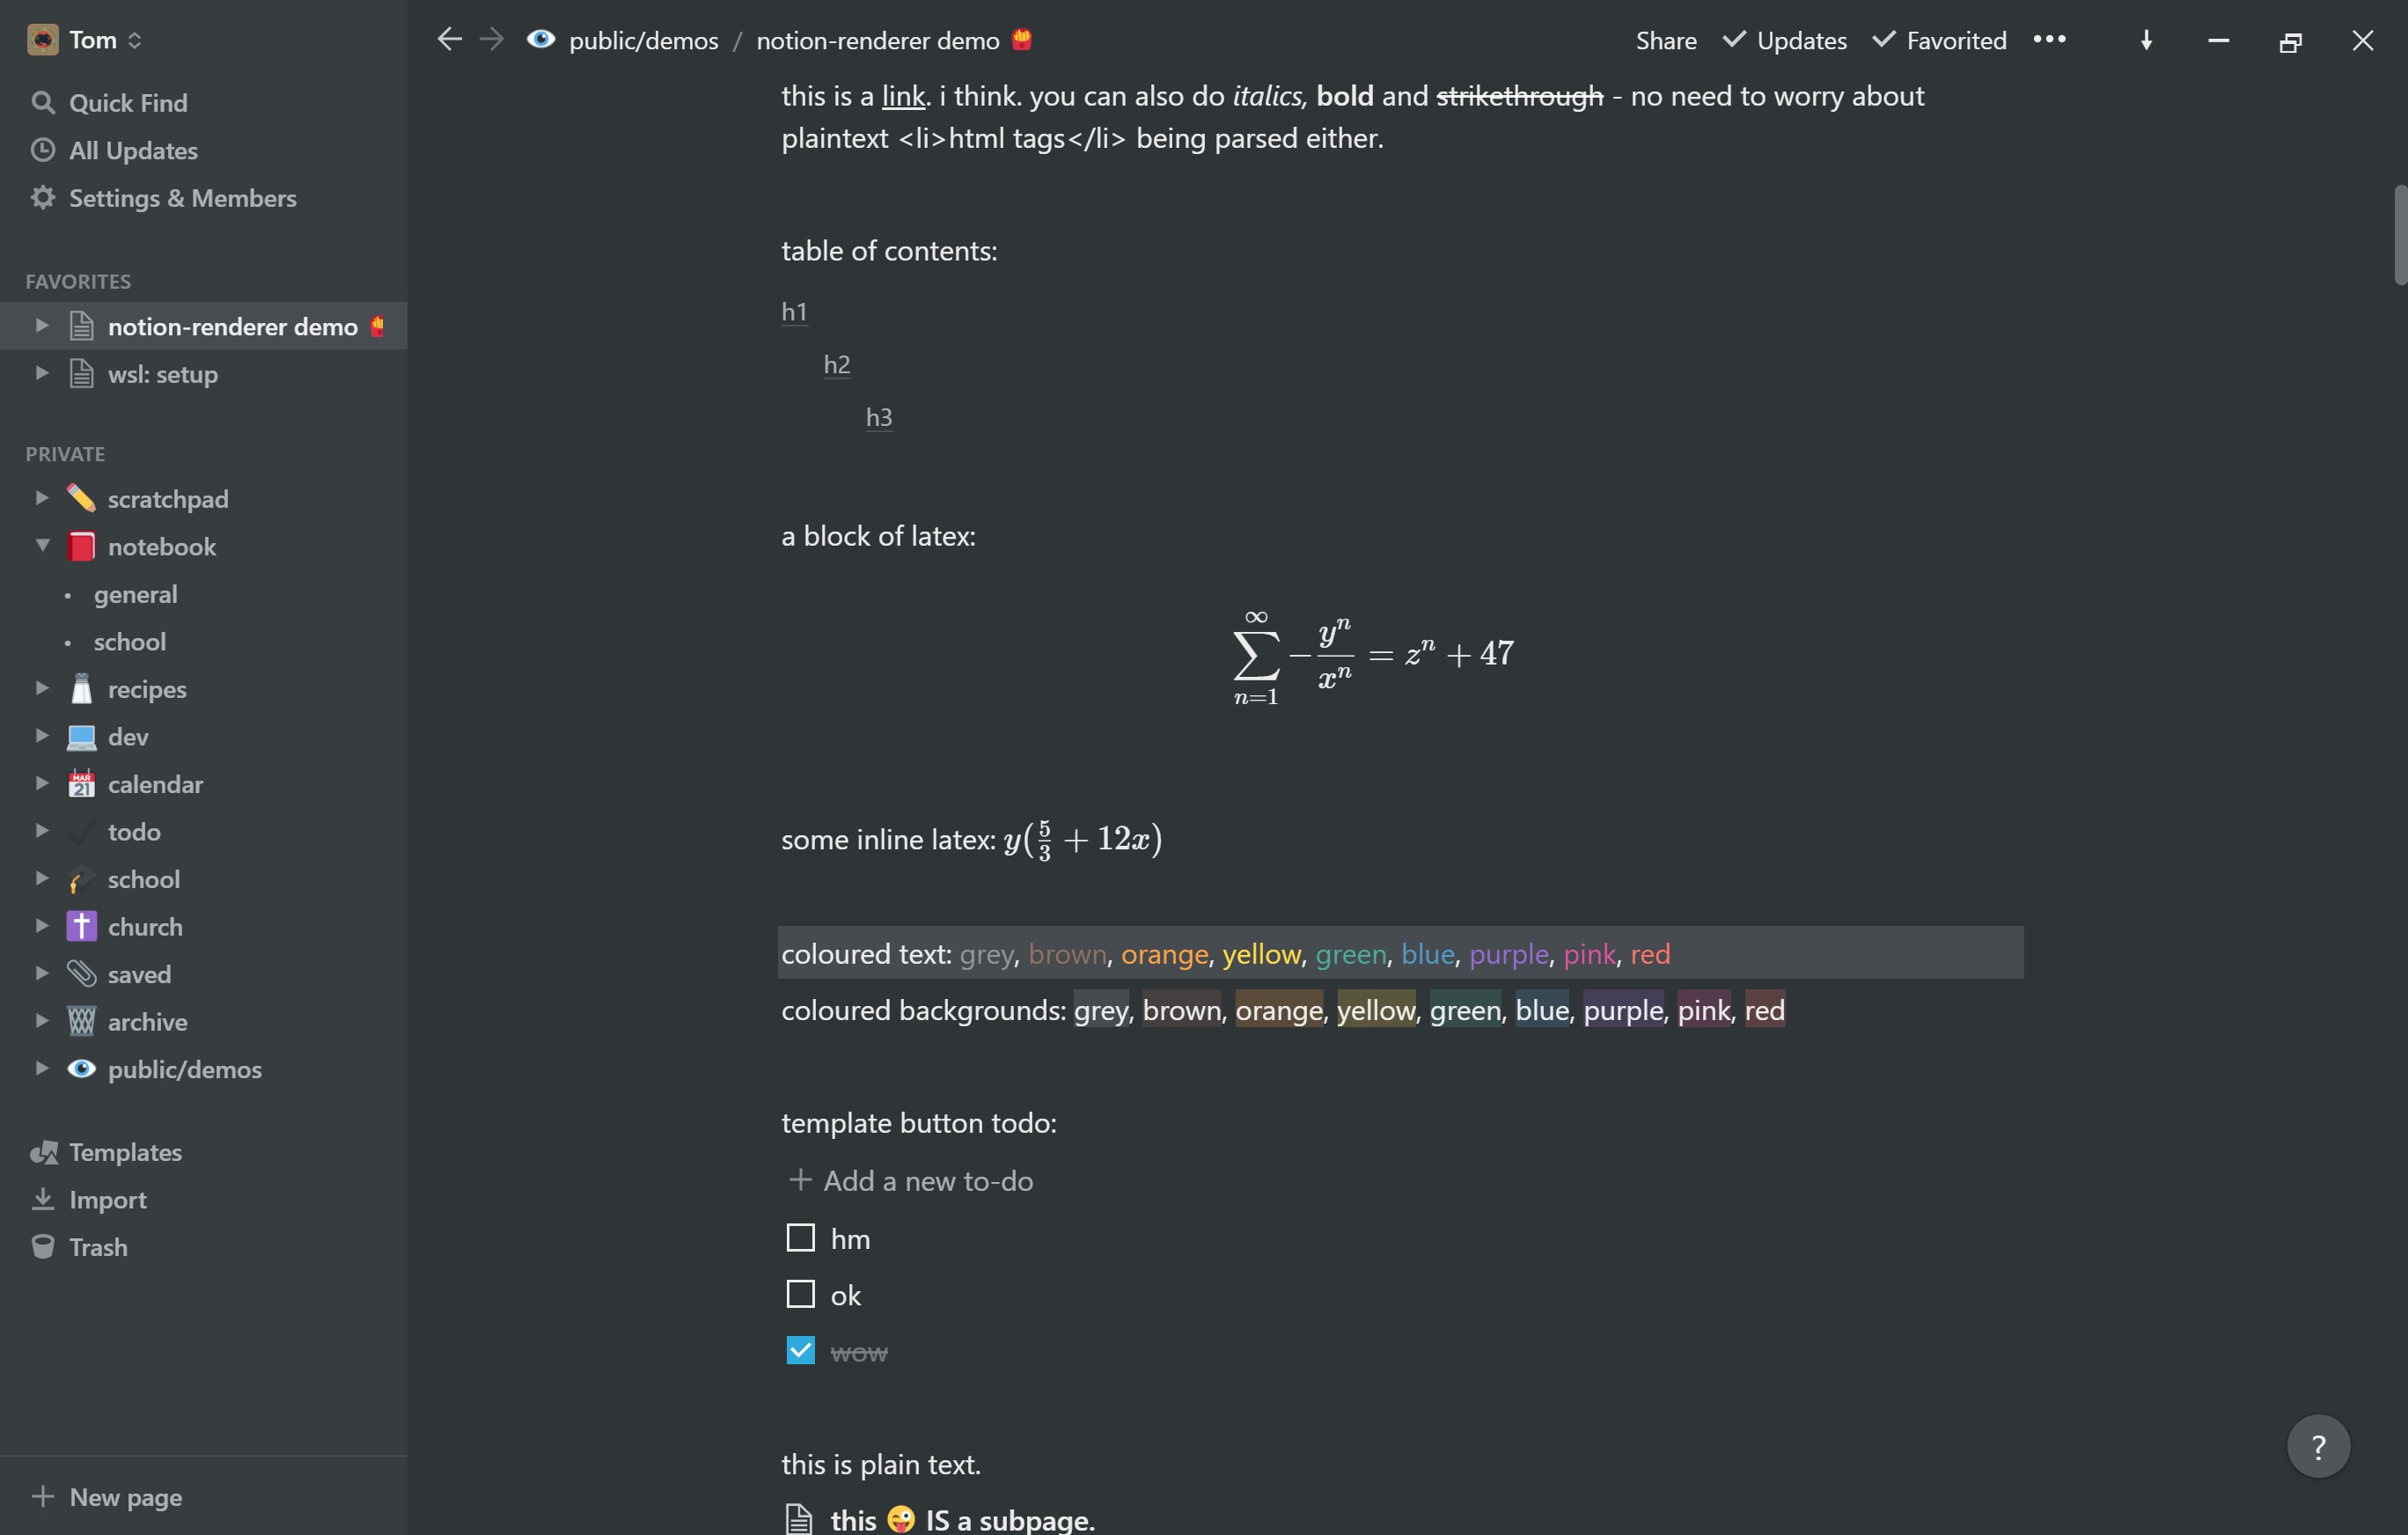 Tom
Quick Find
All Updates
Settings & Members
FAVORITES
notion-renderer demo 🍟
wsl: setup
PRIVATE
✏️ scratchpad
📕 notebook
• general
• school
🧂 recipes
💻 dev
📅 calendar
MAR
21
✔️ todo
🎓 school
✝️ church
📎 saved
🗑️ archive
👁️ public/demos
Templates
Import
Trash
+ New page
← → 👁️ public/demos / notion-renderer demo 🍟
Share ✓ Updates ✓ Favorited •••
this is a link. i think. you can also do italics, bold and strikethrough - no need to worry about
plaintext <li>html tags</li> being parsed either.
table of contents:
h1
h2
h3
a block of latex:
∞
∑ − yⁿ/xⁿ = zⁿ + 47
n=1
some inline latex: y(5/3 + 12x)
coloured text: grey, brown, orange, yellow, green, blue, purple, pink, red
coloured backgrounds: grey, brown, orange, yellow, green, blue, purple, pink, red
template button todo:
+ Add a new to-do
hm
ok
wow
this is plain text.
this 😜 IS a subpage.
?